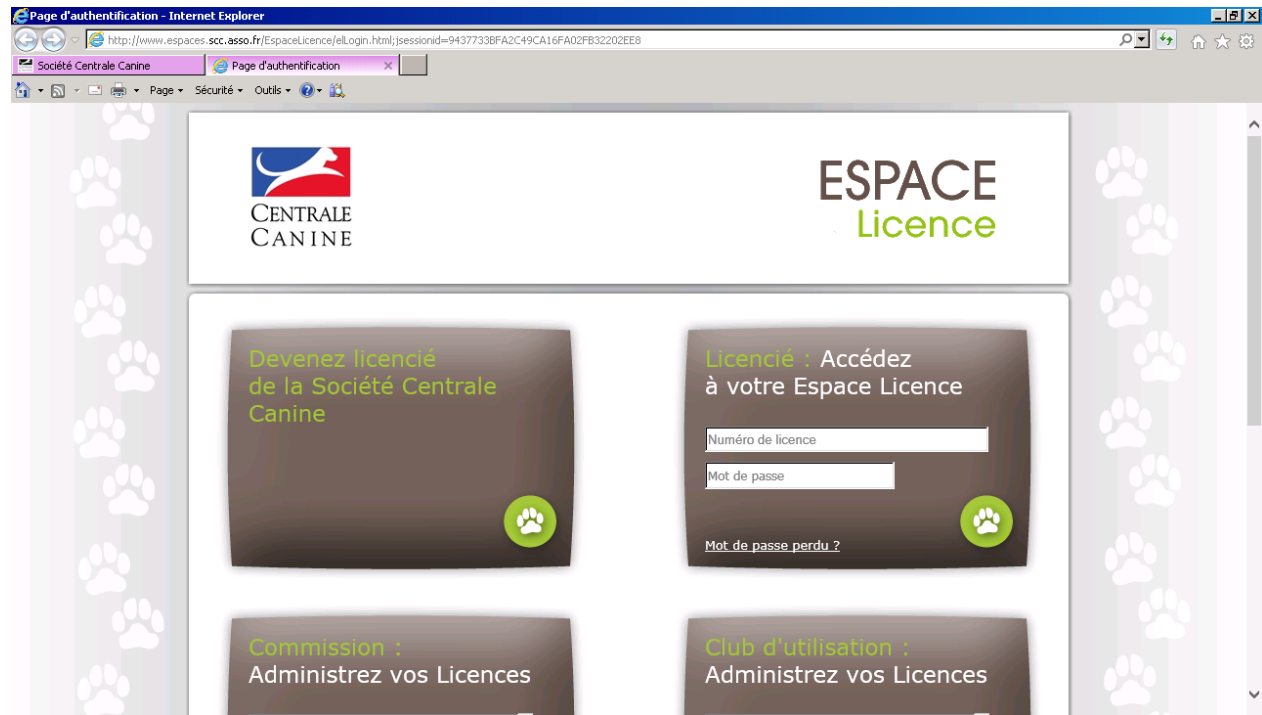 Page d'authentification - Internet Explorer
http://www.espaces.scc.asso.fr/EspaceLicence/elLogin.html;jsessionid=9437733BFA2C49CA16FA02FB32202EE8
Société Centrale Canine
Page d'authentification
Page
Sécurité
Outils
CENTRALE
CANINE
ESPACE
Licence
Devenez licencié
de la Société Centrale
Canine
Licencié : Accédez
à votre Espace Licence
Numéro de licence
Mot de passe
Mot de passe perdu ?
Commission :
Administrez vos Licences
Club d'utilisation :
Administrez vos Licences